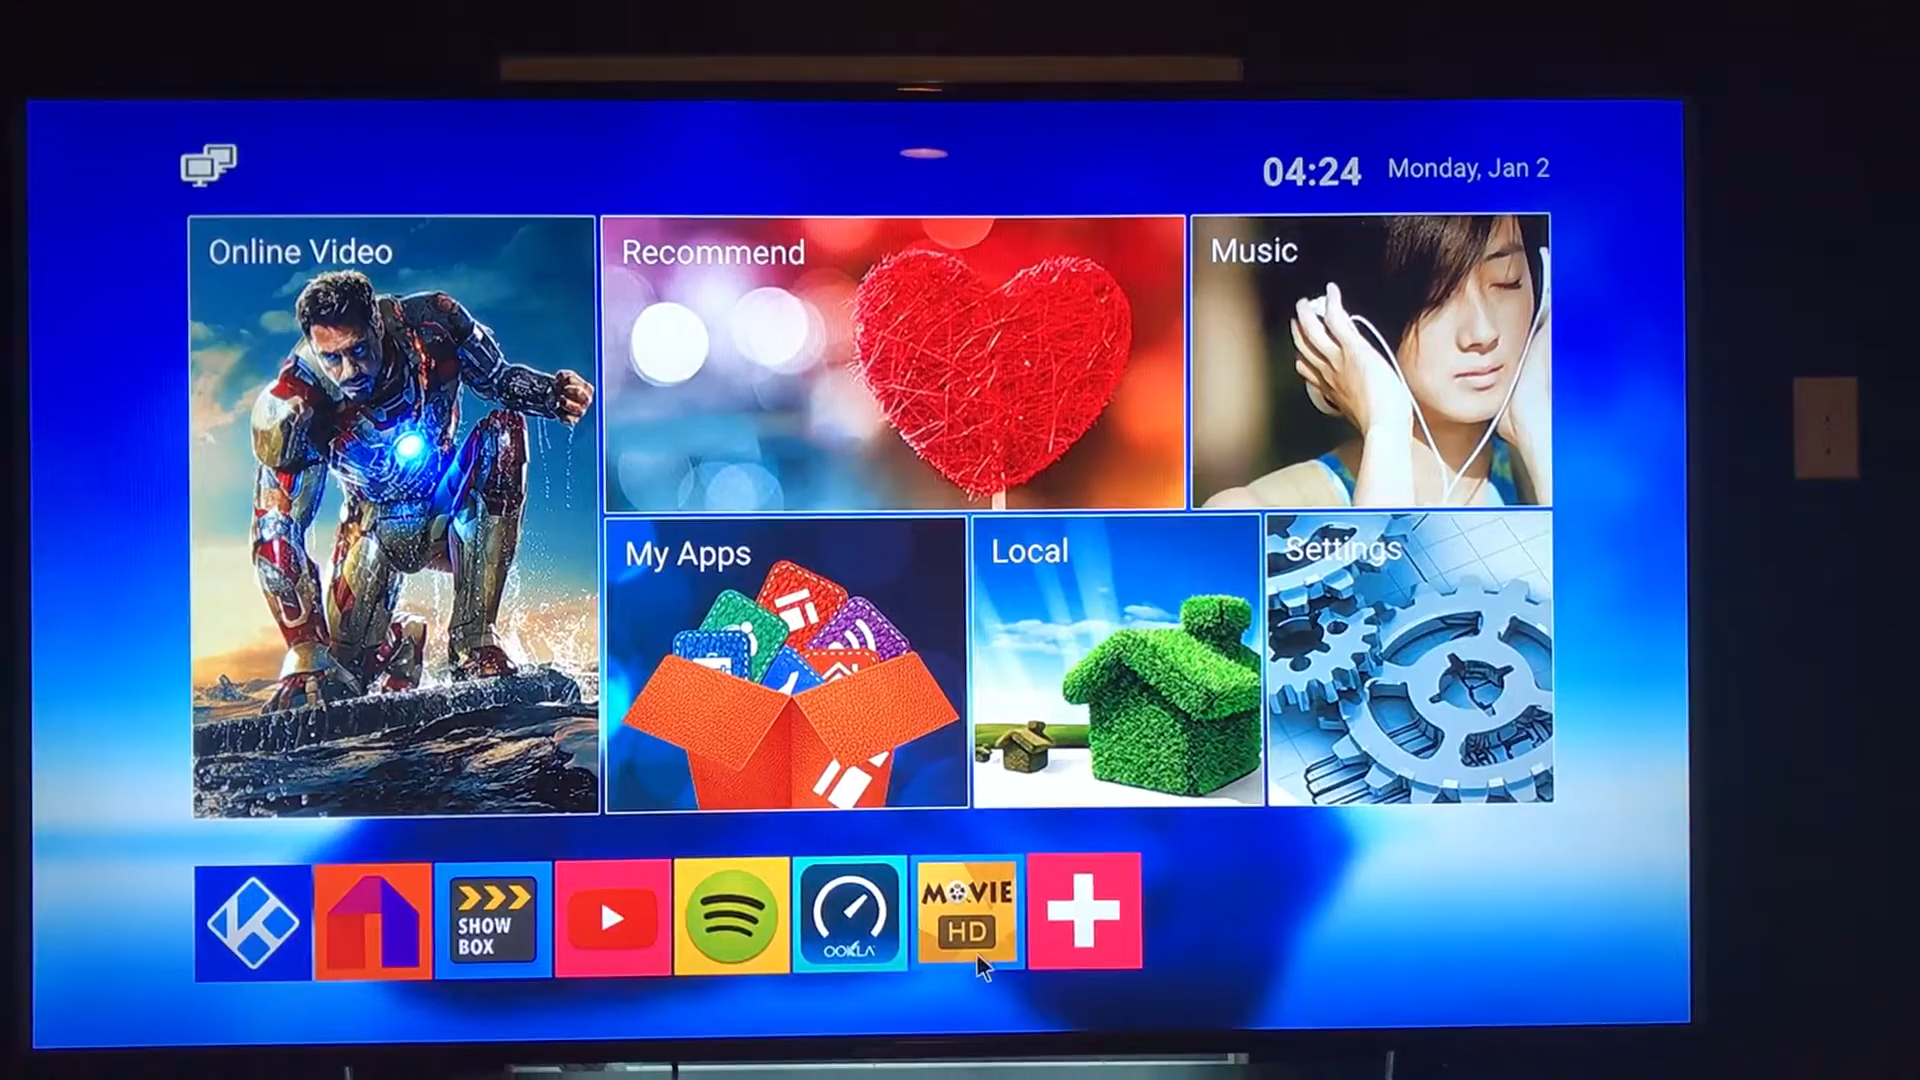 04:24 Monday, Jan 2
Online Video
Recommend
Music
My Apps
Local
Settings
SHOW
BOX
OOKLA
MOVIE
HD